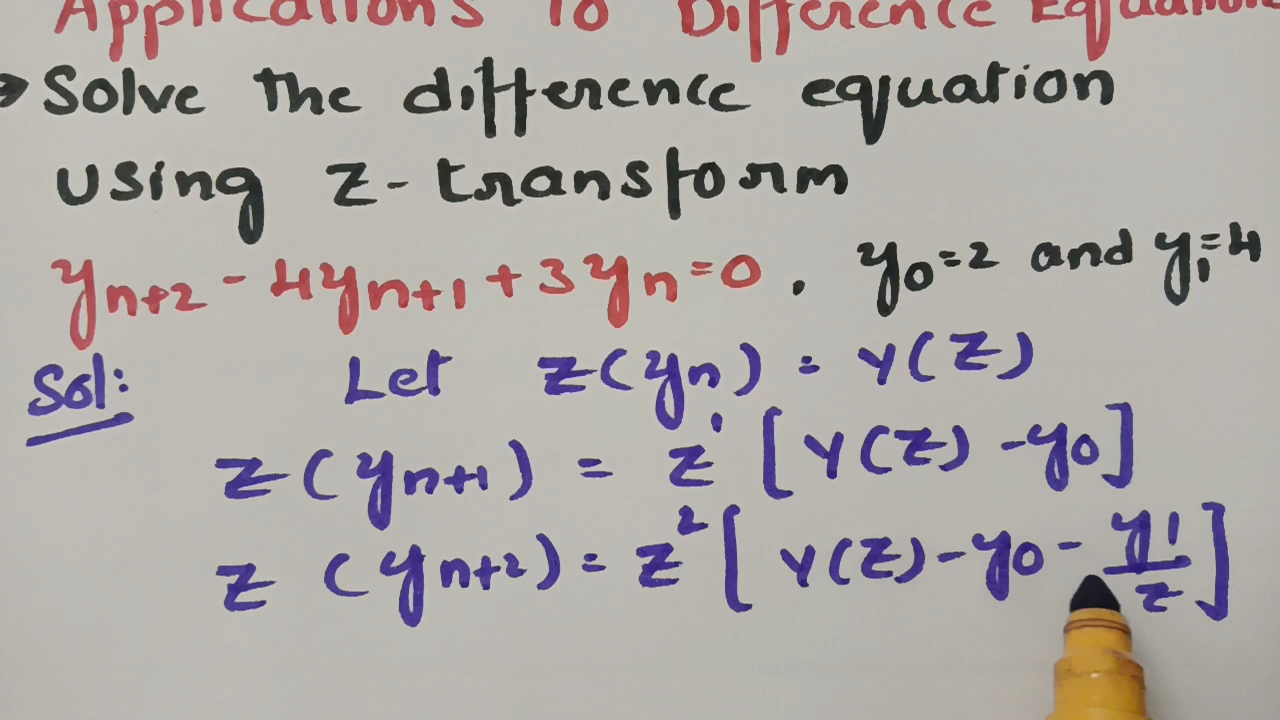 Applications To Difference Equations
→ Solve the difference equation
using z-transform
yₙ₊₂ - 4yₙ₊₁ + 3yₙ = 0 . y₀=2 and y₁=4
Sol: Let z(yₙ) = Y(z)
z(yₙ₊₁) = z¹ [Y(z) - y₀]
z(yₙ₊₂) = z² [Y(z) - y₀ - y₁/z]